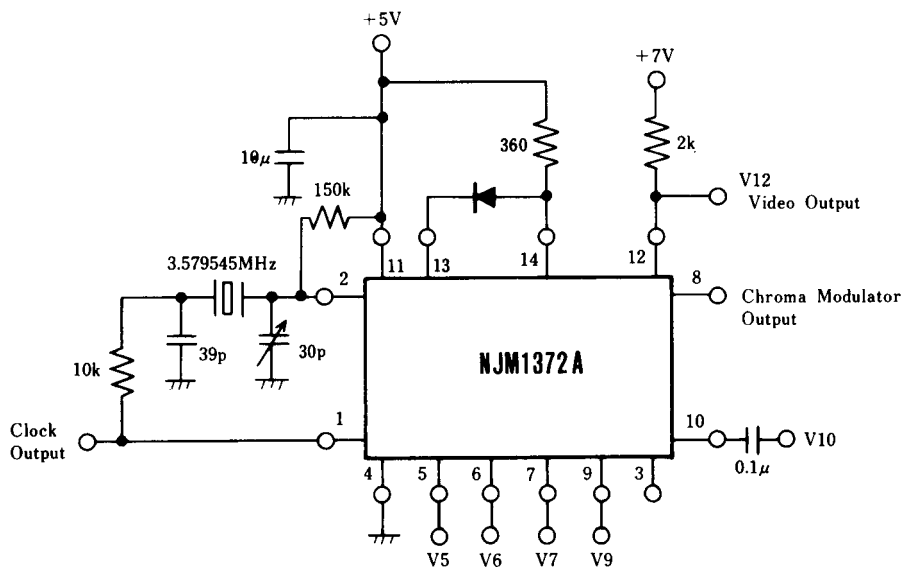 +5V
+7V
10μ
360
2k
V12
Video Output
150k
11
13
14
12
3.579545MHz
2
8
Chroma Modulator
Output
39p
30p
NJM1372A
10k
Clock
Output
1
10
V10
0.1μ
4
5
6
7
9
3
V5
V6
V7
V9